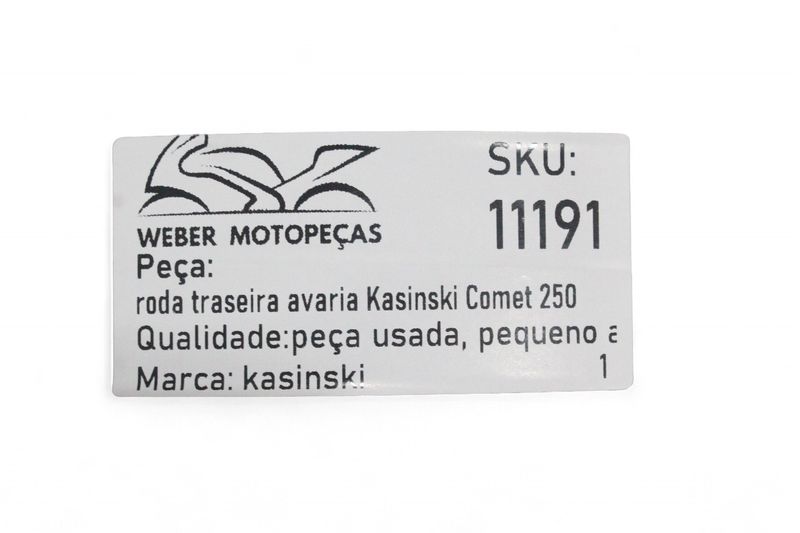 SKU:
11191
WEBER MOTOPEÇAS
Peça:
roda traseira avaria Kasinski Comet 250
Qualidade:peça usada, pequeno a
Marca: kasinski
1